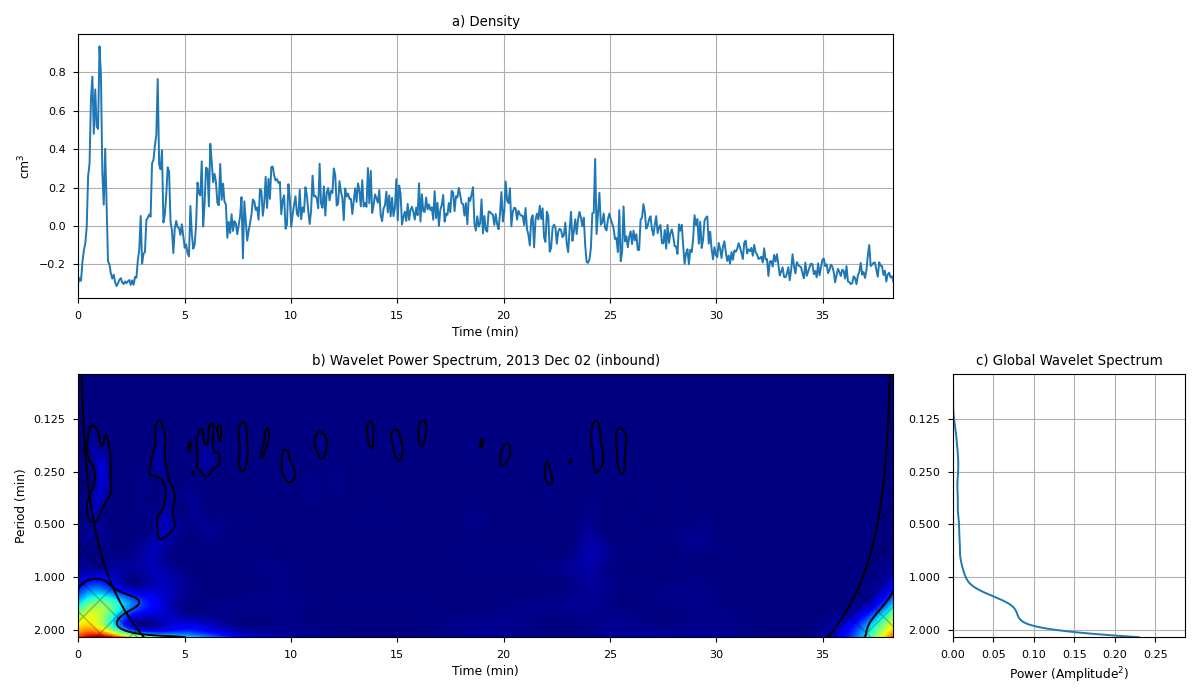 a) Density
cm³
0.8
0.6
0.4
0.2
0.0
−0.2
0 5 10 15 20 25 30 35
Time (min)
b) Wavelet Power Spectrum, 2013 Dec 02 (inbound)
Period (min)
0.125
0.250
0.500
1.000
2.000
0 5 10 15 20 25 30 35
Time (min)
c) Global Wavelet Spectrum
0.125
0.250
0.500
1.000
2.000
0.00 0.05 0.10 0.15 0.20 0.25
Power (Amplitude²)